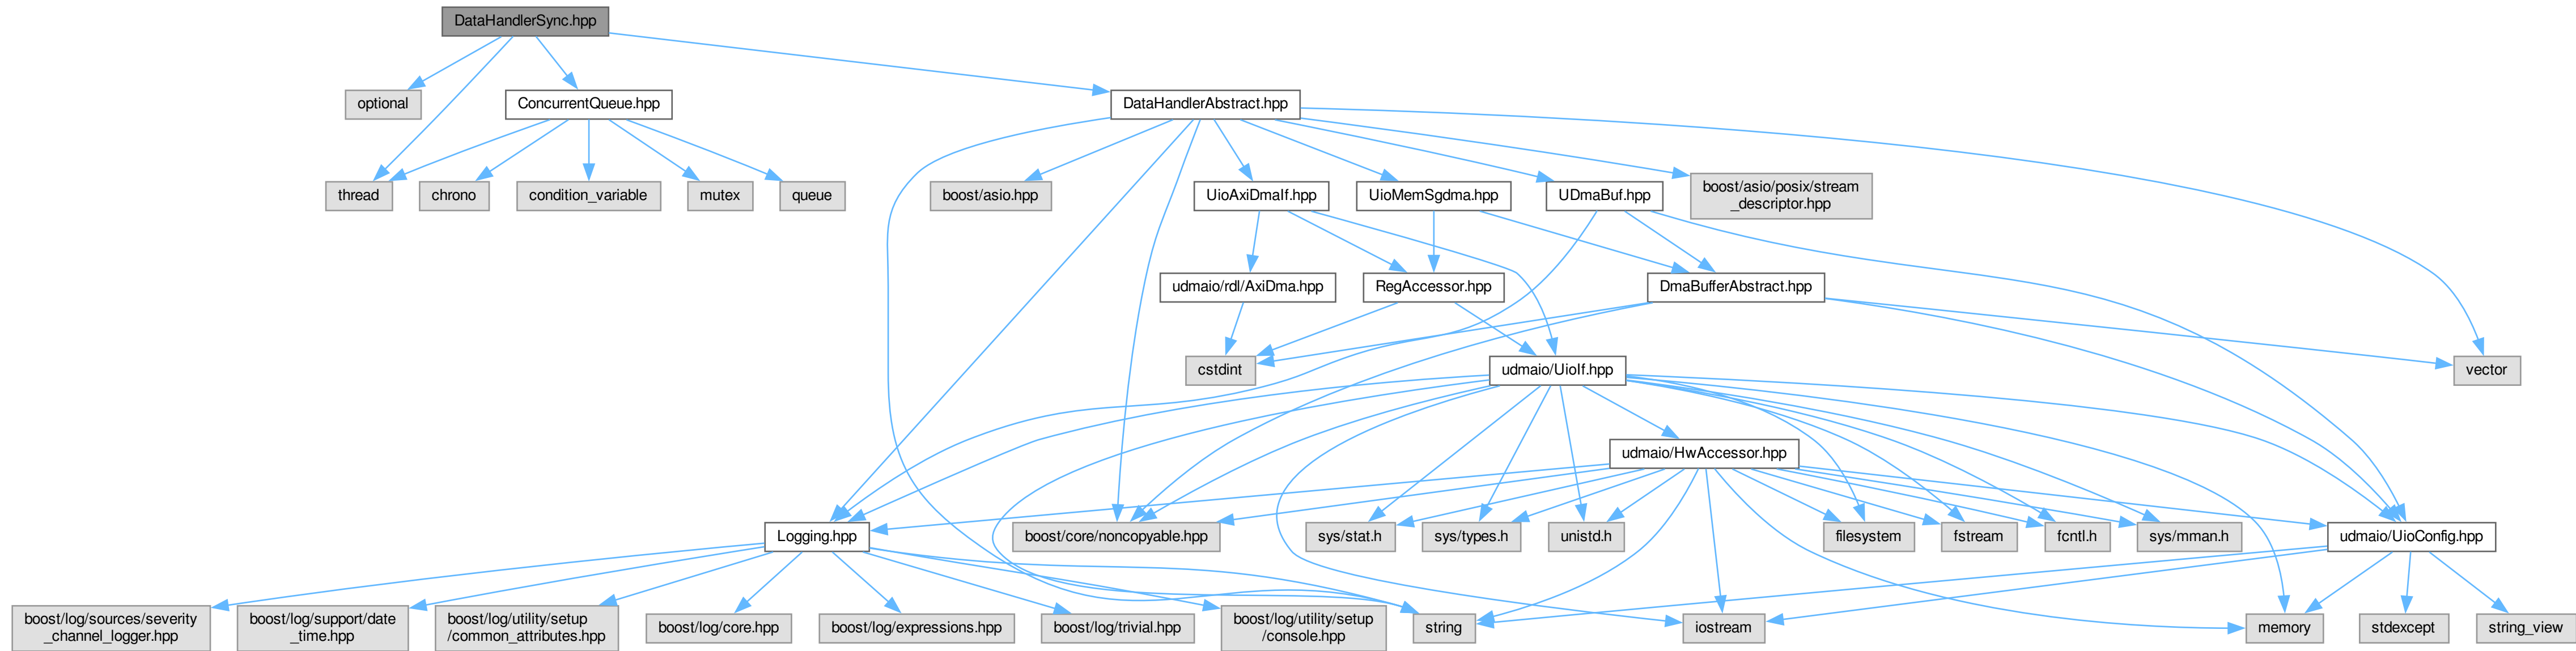 DataHandlerSync.hpp
optional
ConcurrentQueue.hpp
DataHandlerAbstract.hpp
thread
chrono
condition_variable
mutex
queue
boost/asio.hpp
UioAxiDmaIf.hpp
UioMemSgdma.hpp
UDmaBuf.hpp
boost/asio/posix/stream
_descriptor.hpp
udmaio/rdl/AxiDma.hpp
RegAccessor.hpp
DmaBufferAbstract.hpp
cstdint
udmaio/UioIf.hpp
vector
udmaio/HwAccessor.hpp
Logging.hpp
boost/core/noncopyable.hpp
sys/stat.h
sys/types.h
unistd.h
filesystem
fstream
fcntl.h
sys/mman.h
udmaio/UioConfig.hpp
boost/log/sources/severity
_channel_logger.hpp
boost/log/support/date
_time.hpp
boost/log/utility/setup
/common_attributes.hpp
boost/log/core.hpp
boost/log/expressions.hpp
boost/log/trivial.hpp
boost/log/utility/setup
/console.hpp
string
iostream
memory
stdexcept
string_view